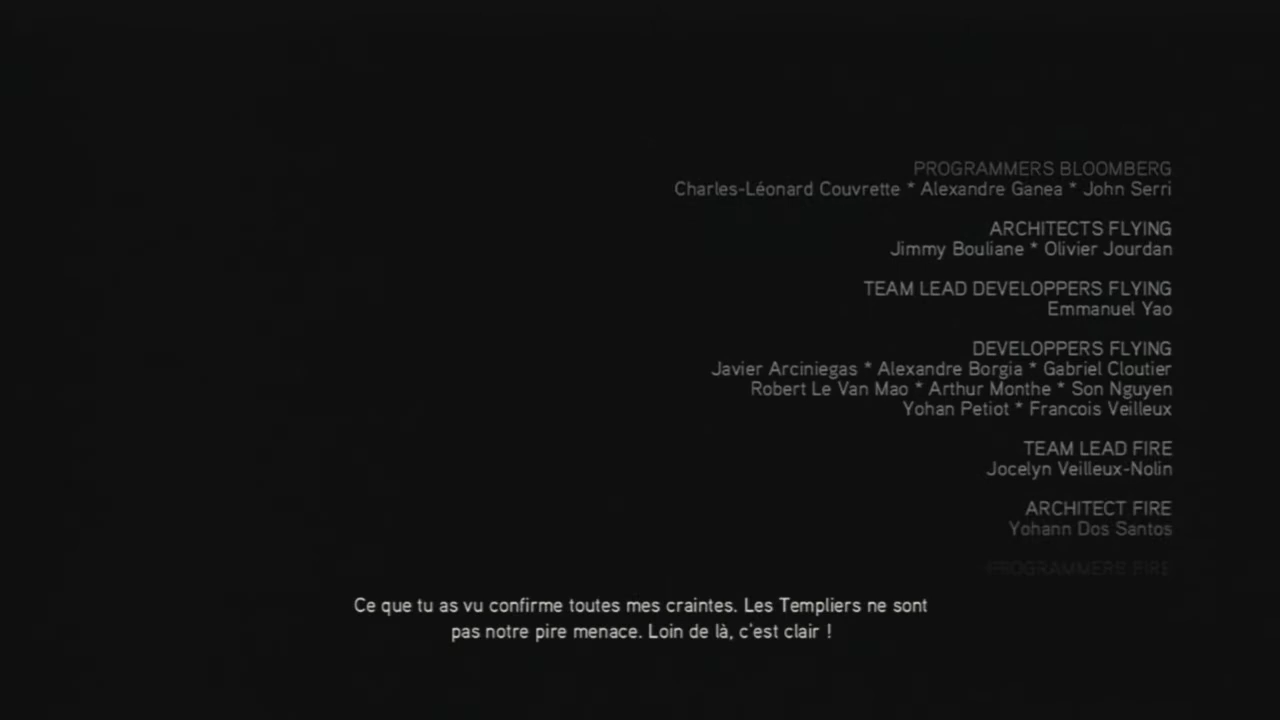 PROGRAMMERS BLOOMBERG
Charles-Léonard Couvrette * Alexandre Ganea * John Serri
ARCHITECTS FLYING
Jimmy Bouliane * Olivier Jourdan
TEAM LEAD DEVELOPPERS FLYING
Emmanuel Yao
DEVELOPPERS FLYING
Javier Arciniegas * Alexandre Borgia * Gabriel Cloutier
Robert Le Van Mao * Arthur Monthe * Son Nguyen
Yohan Petiot * Francois Veilleux
TEAM LEAD FIRE
Jocelyn Veilleux-Nolin
ARCHITECT FIRE
Yohann Dos Santos
PROGRAMMERS FIRE
Ce que tu as vu confirme toutes mes craintes. Les Templiers ne sont
pas notre pire menace. Loin de là, c'est clair !